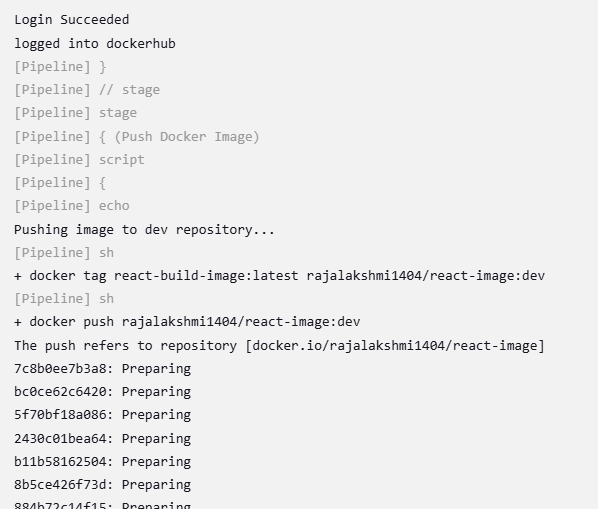 Login Succeeded
logged into dockerhub
[Pipeline] }
[Pipeline] // stage
[Pipeline] stage
[Pipeline] { (Push Docker Image)
[Pipeline] script
[Pipeline] {
[Pipeline] echo
Pushing image to dev repository...
[Pipeline] sh
+ docker tag react-build-image:latest rajalakshmi1404/react-image:dev
[Pipeline] sh
+ docker push rajalakshmi1404/react-image:dev
The push refers to repository [docker.io/rajalakshmi1404/react-image]
7c8b0ee7b3a8: Preparing
bc0ce62c6420: Preparing
5f70bf18a086: Preparing
2430c01bea64: Preparing
b11b58162504: Preparing
8b5ce426f73d: Preparing
884b72c14f15: Preparing